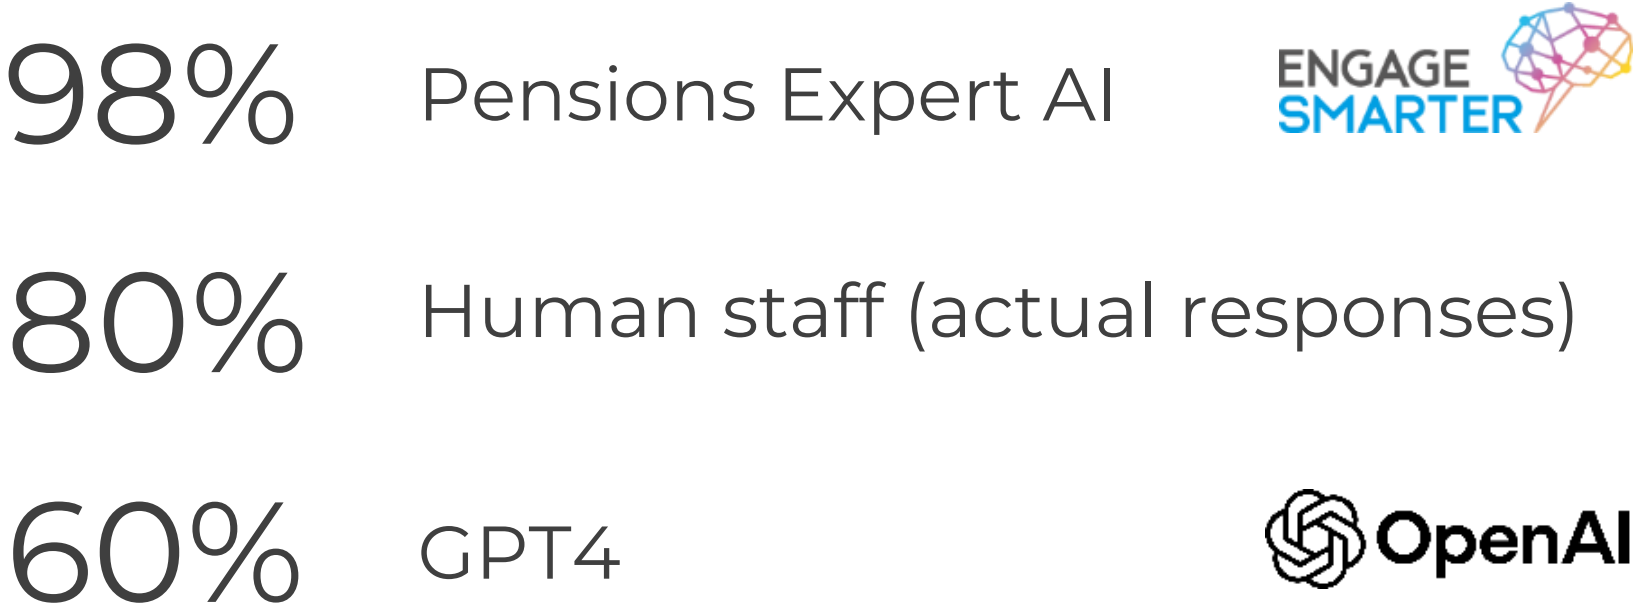 98% Pensions Expert AI ENGAGE
SMARTER
80% Human staff (actual responses)
60% GPT4 OpenAI